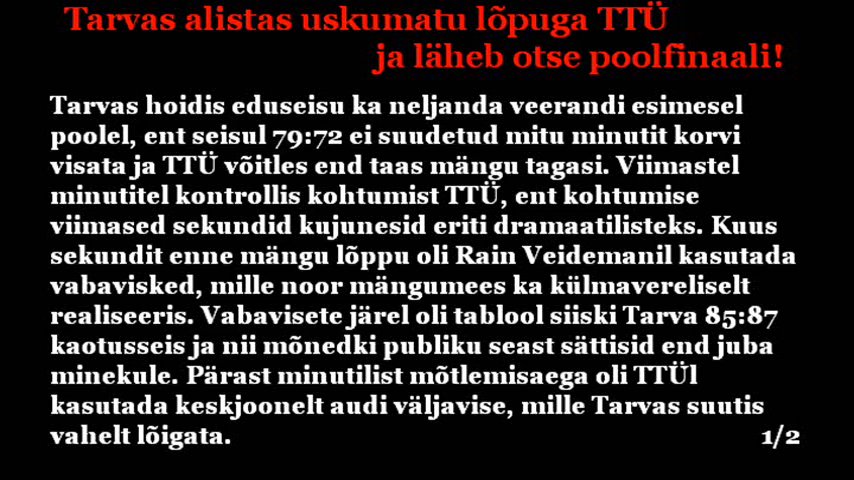 Tarvas alistas uskumatu lõpuga TTÜ
ja läheb otse poolfinaali!
Tarvas hoidis eduseisu ka neljanda veerandi esimesel
poolel, ent seisul 79:72 ei suudetud mitu minutit korvi
visata ja TTÜ võitles end taas mängu tagasi. Viimastel
minutitel kontrollis kohtumist TTÜ, ent kohtumise
viimased sekundid kujunesid eriti dramaatilisteks. Kuus
sekundit enne mängu lõppu oli Rain Veidemanil kasutada
vabavisked, mille noor mängumees ka külmavereliselt
realiseeris. Vabavisete järel oli tablool siiski Tarva 85:87
kaotusseis ja nii mõnedki publiku seast sättisid end juba
minekule. Pärast minutilist mõtlemisaega oli TTÜl
kasutada keskjoonelt audi väljavise, mille Tarvas suutis
vahelt lõigata.
1/2